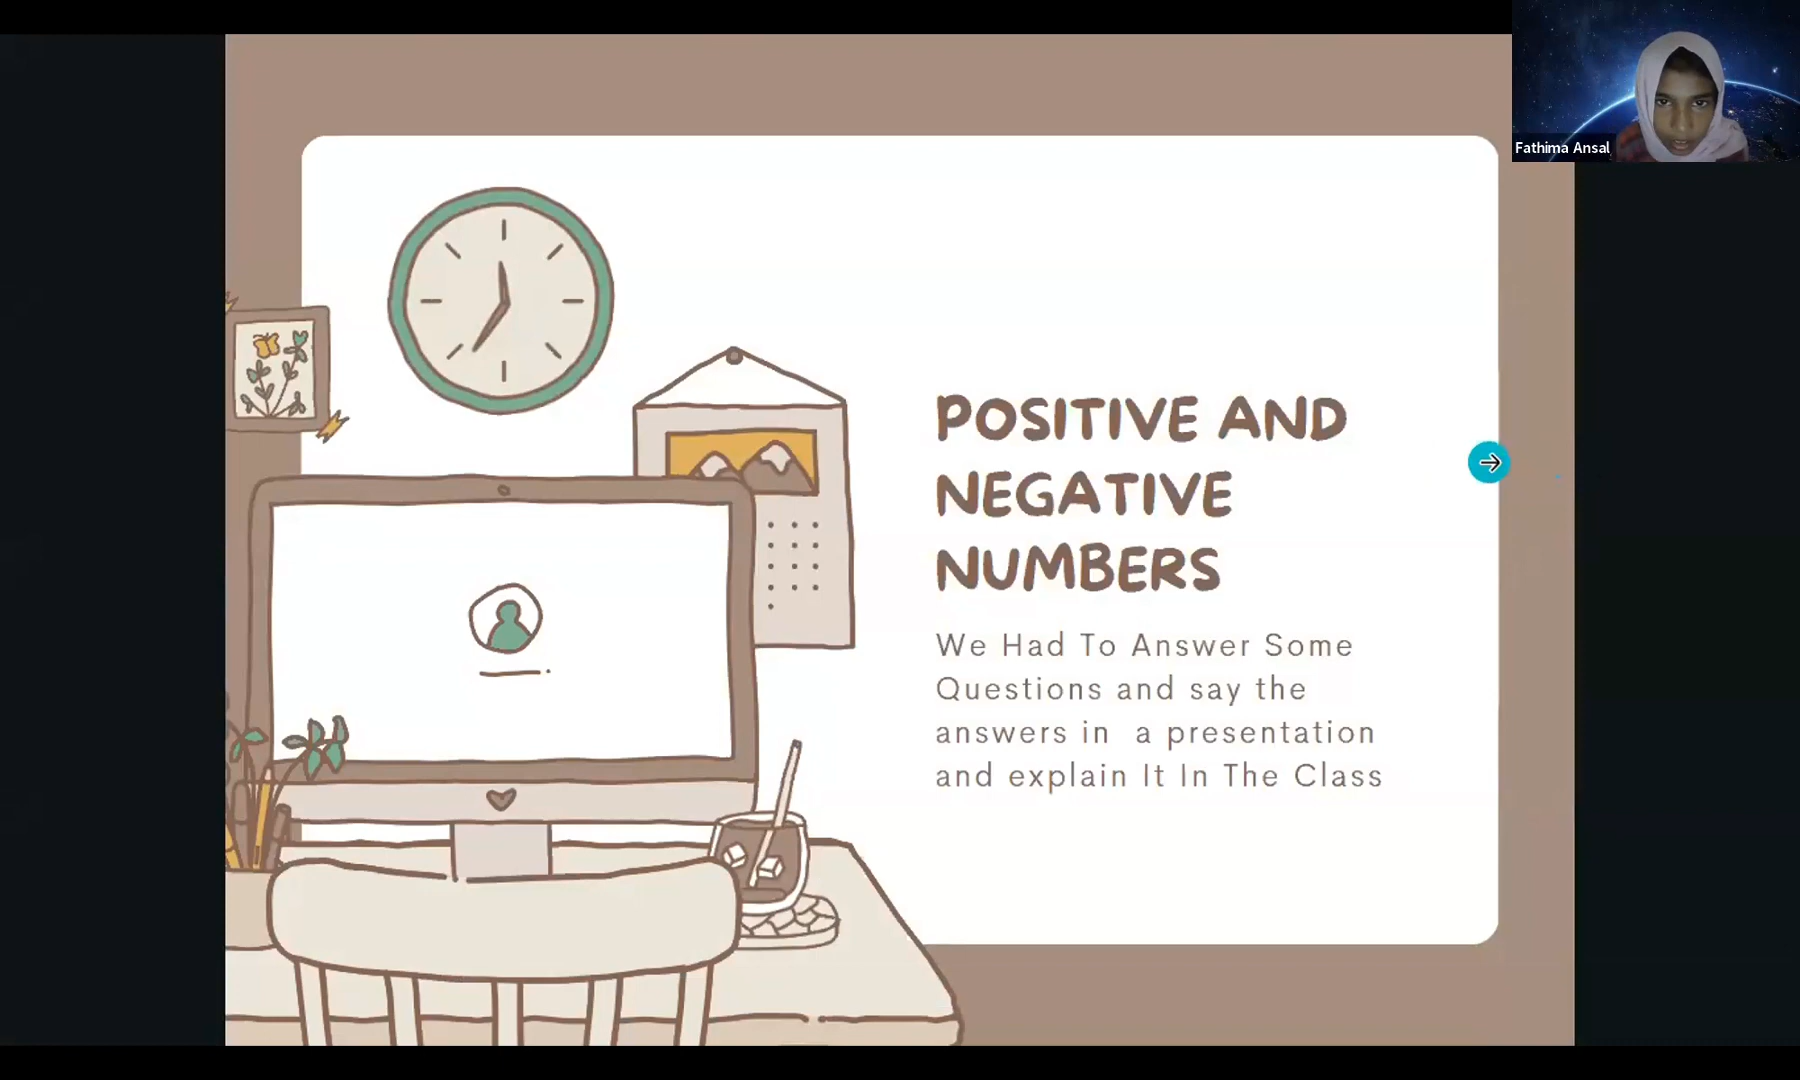 Fathima Ansal
POSITIVE AND
NEGATIVE
NUMBERS
We Had To Answer Some
Questions and say the
answers in a presentation
and explain It In The Class